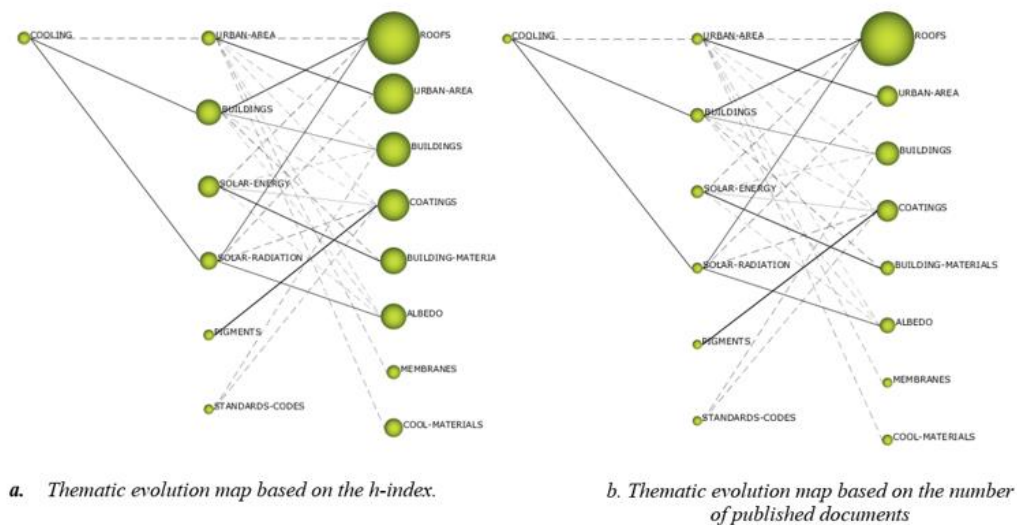 COOLING URBAN-AREA ROOFS
URBAN-AREA
BUILDINGS
BUILDINGS
SOLAR-ENERGY
COATINGS
SOLAR-RADIATION
BUILDING-MATERIA
ALBEDO
PIGMENTS
MEMBRANES
STANDARDS-CODES
COOL-MATERIALS
a. Thematic evolution map based on the h-index.
COOLING URBAN-AREA ROOFS
URBAN-AREA
BUILDINGS
BUILDINGS
SOLAR-ENERGY
COATINGS
SOLAR-RADIATION
BUILDING-MATERIALS
ALBEDO
PIGMENTS
MEMBRANES
STANDARDS-CODES
COOL-MATERIALS
b. Thematic evolution map based on the number
of published documents